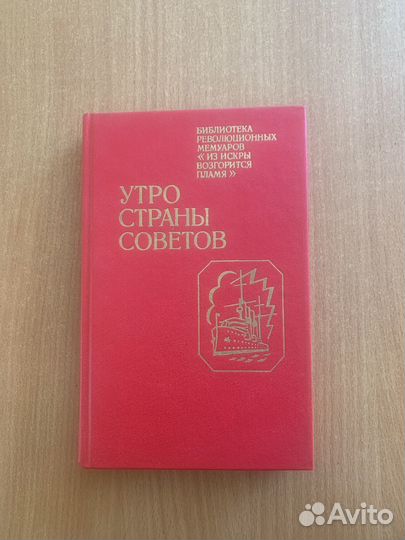 БИБЛИОТЕКА
РЕВОЛЮЦИОННЫХ
МЕМУАРОВ
«ИЗ ИСКРЫ
ВОЗГОРИТСЯ
ПЛАМЯ»
УТРО
СТРАНЫ
СОВЕТОВ
Avito